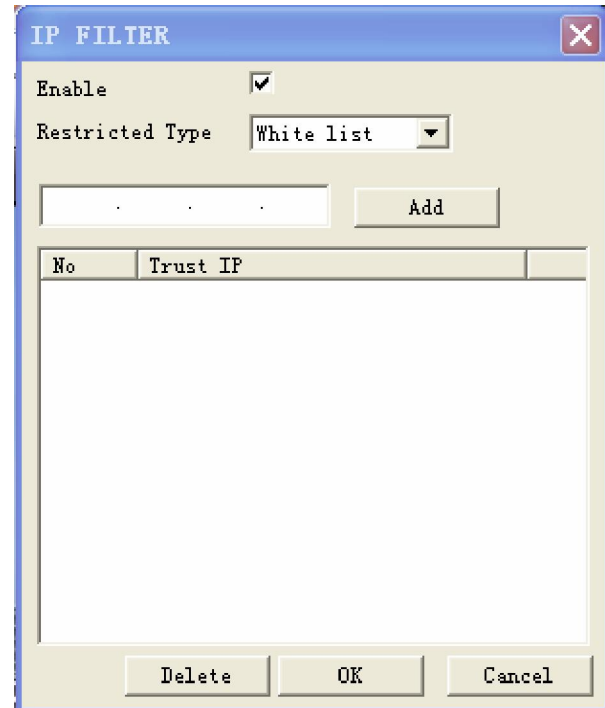 IP FILTER
Enable
Restricted Type White list
. . . Add
No Trust IP
Delete OK Cancel